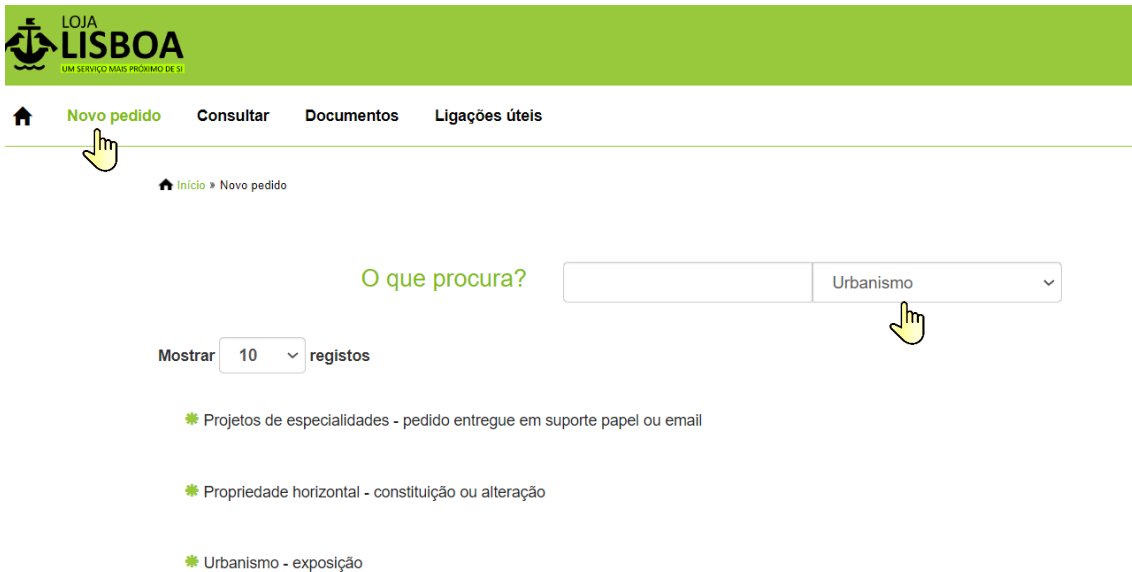 LOJA
LISBOA
UM SERVIÇO MAIS PRÓXIMO DE SI
Novo pedido Consultar Documentos Ligações úteis
Início » Novo pedido
O que procura? Urbanismo
Mostrar 10 registos
Projetos de especialidades - pedido entregue em suporte papel ou email
Propriedade horizontal - constituição ou alteração
Urbanismo - exposição